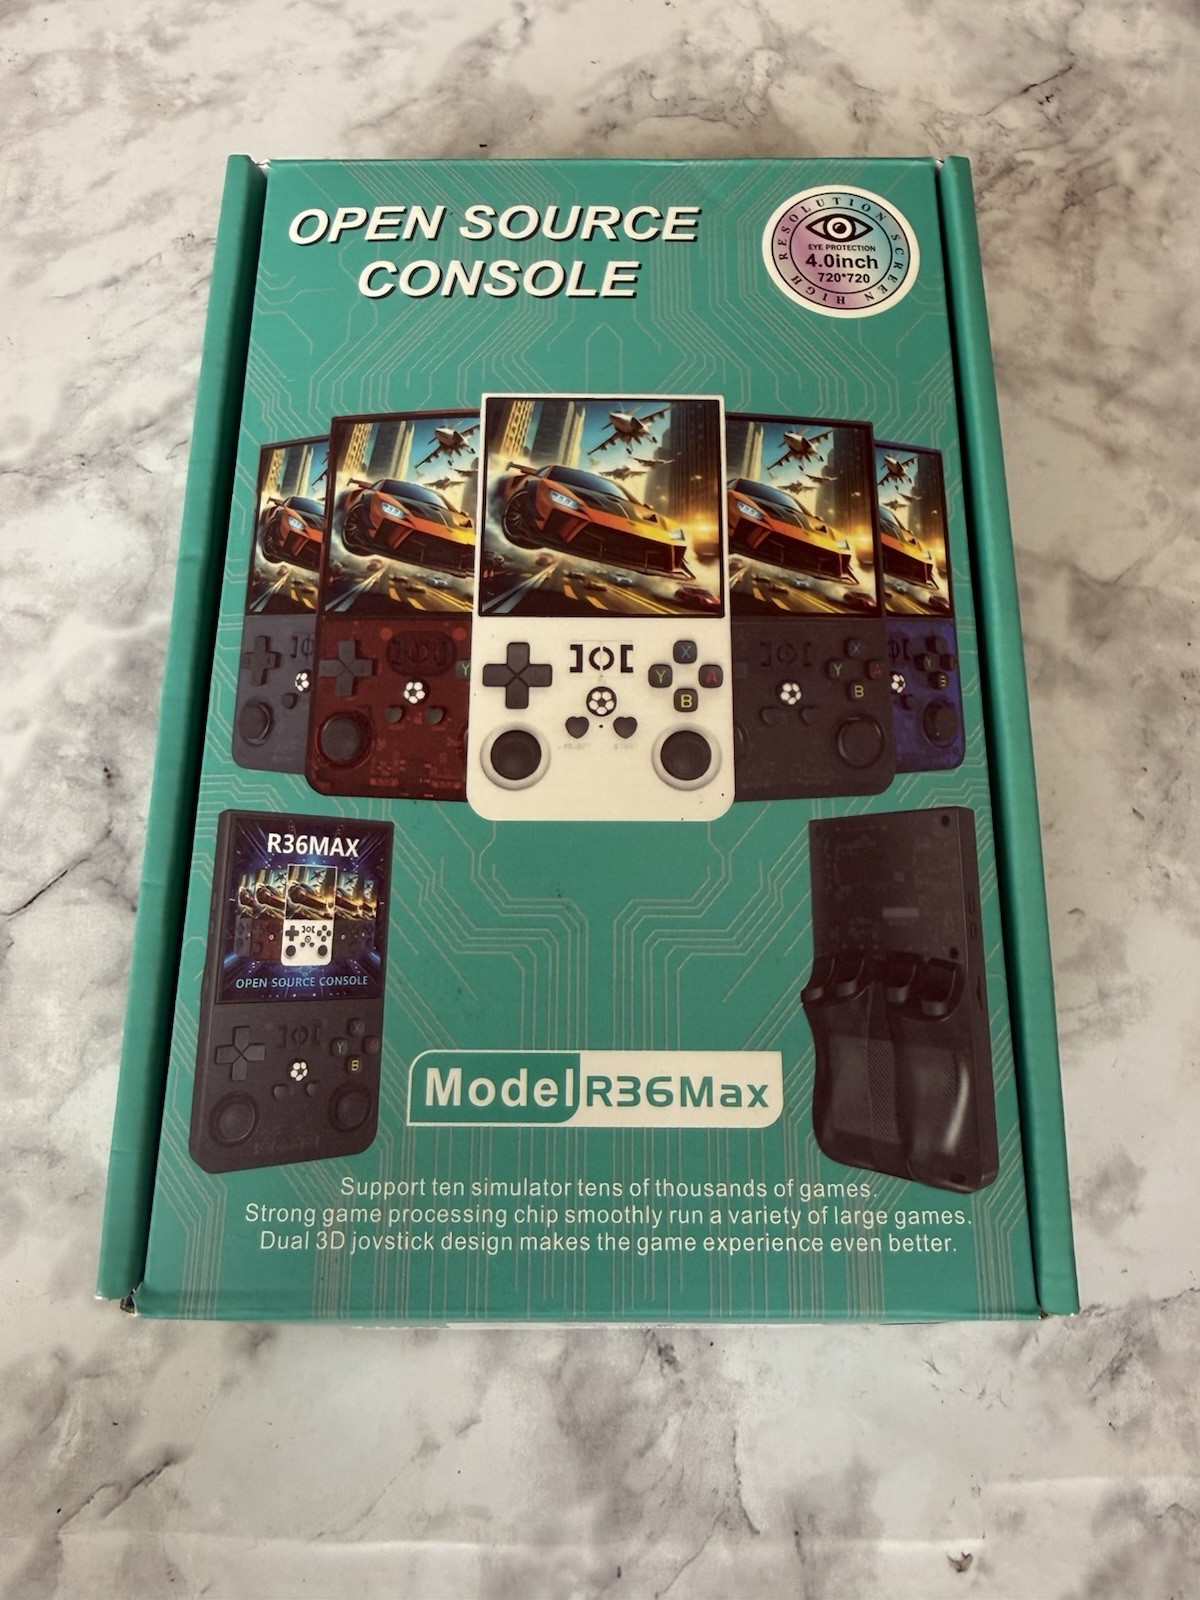 OPEN SOURCE
CONSOLE
HIGH RESOLUTION SCREEN
EYE PROTECTION
4.0inch
720*720
X
Y
A
B
X
Y
A
B
R36MAX
OPEN SOURCE CONSOLE
X
Y
B
Model R36Max
Support ten simulator tens of thousands of games.
Strong game processing chip smoothly run a variety of large games.
Dual 3D jovstick design makes the game experience even better.